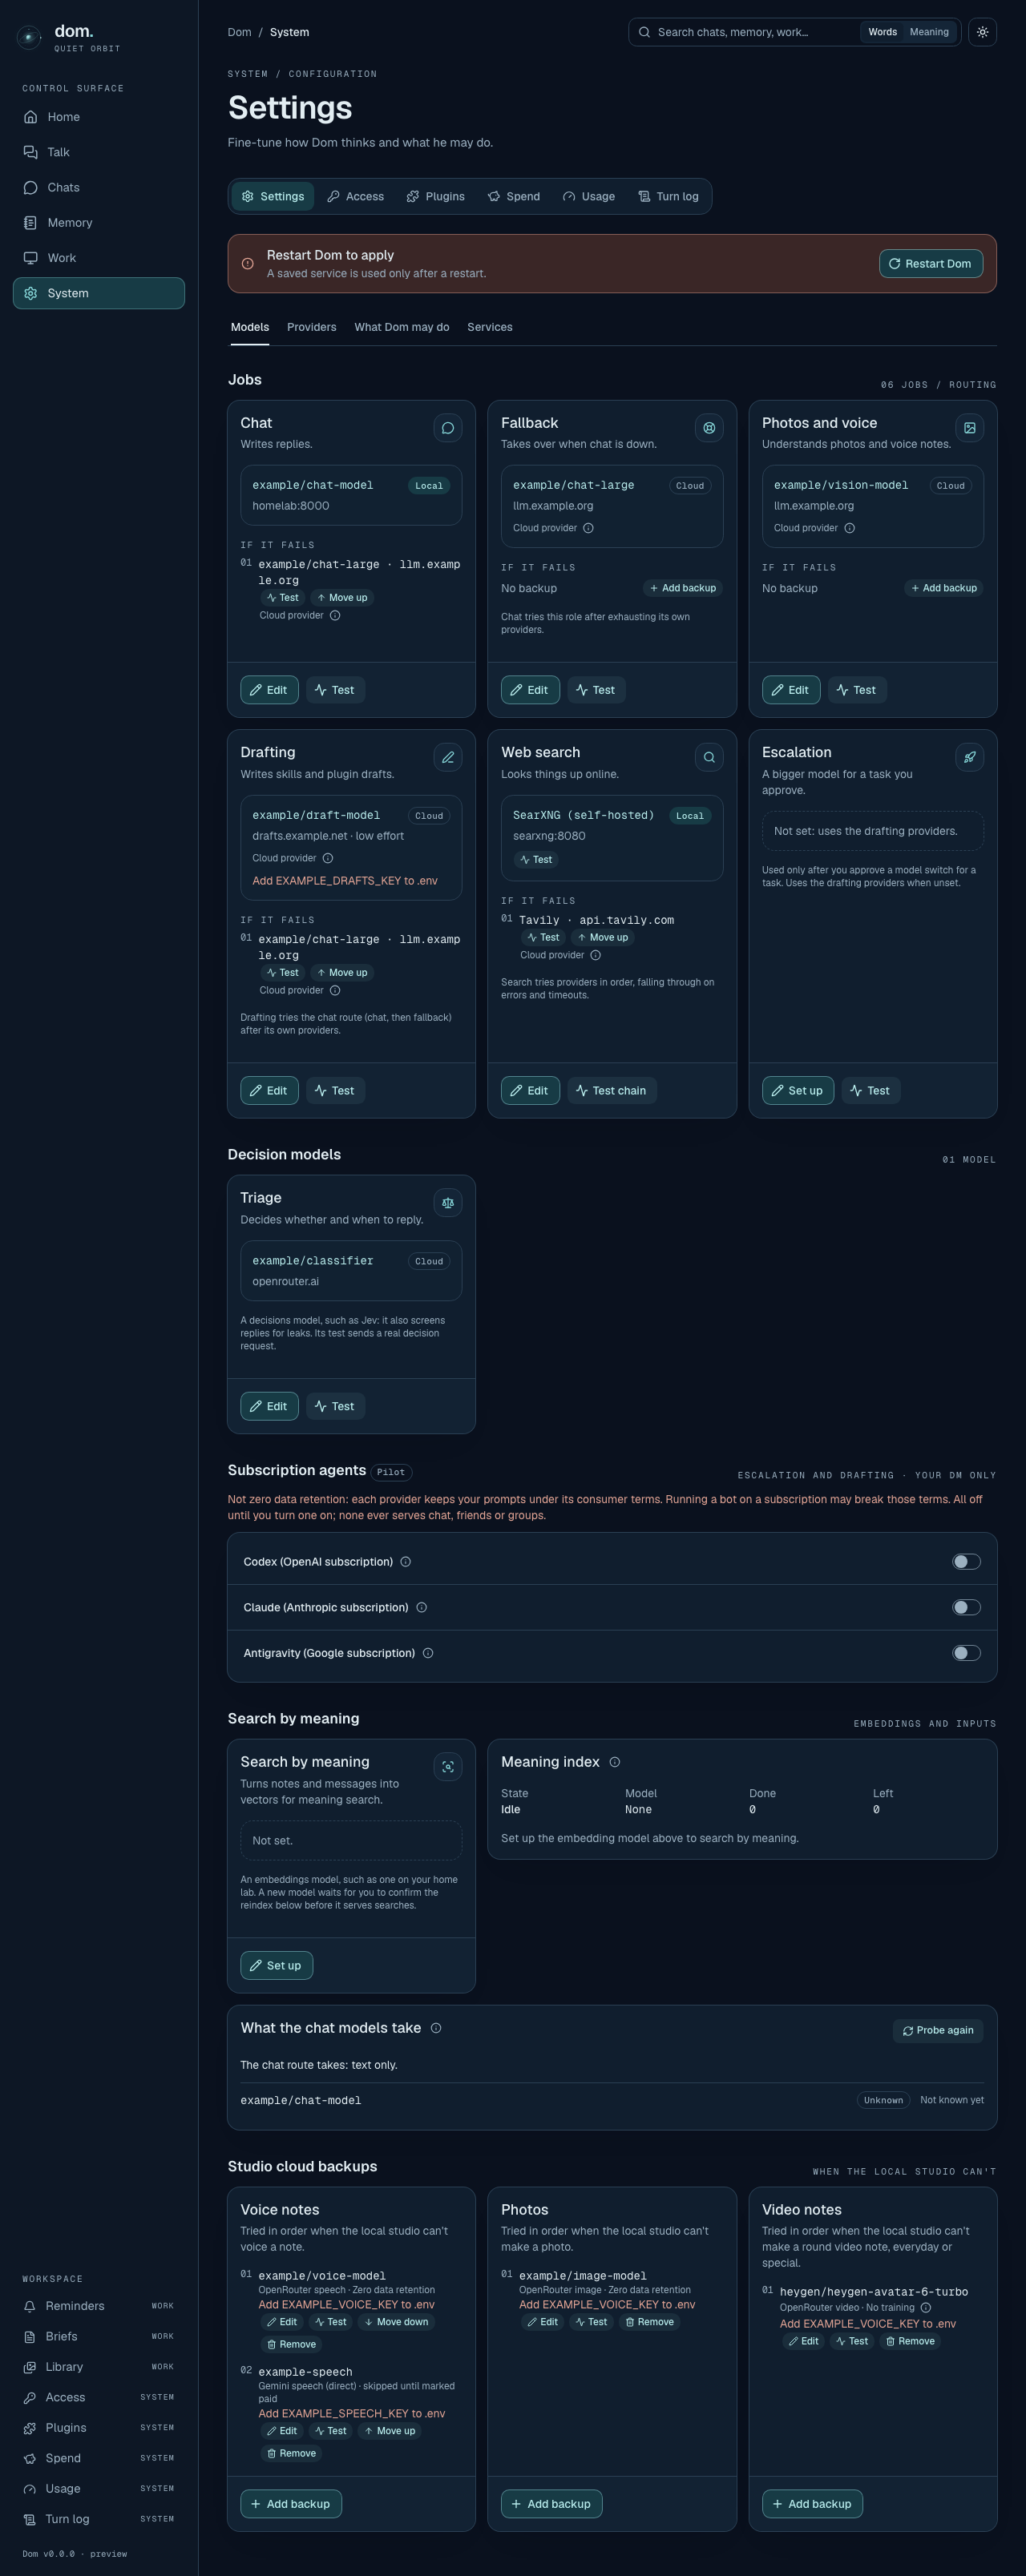 dom.
QUIET ORBIT
CONTROL SURFACE
Home
Talk
Chats
Memory
Work
System
Dom / System
Search chats, memory, work...
Words
Meaning
SYSTEM / CONFIGURATION
Settings
Fine-tune how Dom thinks and what he may do.
Settings
Access
Plugins
Spend
Usage
Turn log
Restart Dom to apply
A saved service is used only after a restart.
Restart Dom
Models
Providers
What Dom may do
Services
Jobs
06 JOBS / ROUTING
Chat
Writes replies.
example/chat-model
Local
homelab:8000
IF IT FAILS
01 example/chat-large · llm.examp
le.org
Test
Move up
Cloud provider
Edit
Test
Fallback
Takes over when chat is down.
example/chat-large
Cloud
llm.example.org
Cloud provider
IF IT FAILS
No backup
Add backup
Chat tries this role after exhausting its own
providers.
Edit
Test
Photos and voice
Understands photos and voice notes.
example/vision-model
Cloud
llm.example.org
Cloud provider
IF IT FAILS
No backup
Add backup
Edit
Test
Drafting
Writes skills and plugin drafts.
example/draft-model
Cloud
drafts.example.net · low effort
Cloud provider
Add EXAMPLE_DRAFTS_KEY to .env
IF IT FAILS
01 example/chat-large · llm.examp
le.org
Test
Move up
Cloud provider
Drafting tries the chat route (chat, then fallback)
after its own providers.
Edit
Test
Web search
Looks things up online.
SearXNG (self-hosted)
Local
searxng:8080
Test
IF IT FAILS
01 Tavily · api.tavily.com
Test
Move up
Cloud provider
Search tries providers in order, falling through on
errors and timeouts.
Edit
Test chain
Escalation
A bigger model for a task you
approve.
Not set: uses the drafting providers.
Used only after you approve a model switch for a
task. Uses the drafting providers when unset.
Set up
Test
Decision models
01 MODEL
Triage
Decides whether and when to reply.
example/classifier
Cloud
openrouter.ai
A decisions model, such as Jev: it also screens
replies for leaks. Its test sends a real decision
request.
Edit
Test
Subscription agents
Pilot
ESCALATION AND DRAFTING · YOUR DM ONLY
Not zero data retention: each provider keeps your prompts under its consumer terms. Running a bot on a subscription may break those terms. All off
until you turn one on; none ever serves chat, friends or groups.
Codex (OpenAI subscription)
Claude (Anthropic subscription)
Antigravity (Google subscription)
Search by meaning
EMBEDDINGS AND INPUTS
Search by meaning
Turns notes and messages into
vectors for meaning search.
Not set.
An embeddings model, such as one on your home
lab. A new model waits for you to confirm the
reindex below before it serves searches.
Set up
Meaning index
State
Model
Done
Left
Idle
None
0
0
Set up the embedding model above to search by meaning.
What the chat models take
Probe again
The chat route takes: text only.
example/chat-model
Unknown
Not known yet
Studio cloud backups
WHEN THE LOCAL STUDIO CAN'T
Voice notes
Tried in order when the local studio can't
voice a note.
01 example/voice-model
OpenRouter speech · Zero data retention
Add EXAMPLE_VOICE_KEY to .env
Edit
Test
Move down
Remove
02 example-speech
Gemini speech (direct) · skipped until marked
paid
Add EXAMPLE_SPEECH_KEY to .env
Edit
Test
Move up
Remove
Add backup
Photos
Tried in order when the local studio can't
make a photo.
01 example/image-model
OpenRouter image · Zero data retention
Add EXAMPLE_VOICE_KEY to .env
Edit
Test
Remove
Add backup
Video notes
Tried in order when the local studio can't
make a round video note, everyday or
special.
01 heygen/heygen-avatar-6-turbo
OpenRouter video · No training
Add EXAMPLE_VOICE_KEY to .env
Edit
Test
Remove
Add backup
WORKSPACE
Reminders WORK
Briefs WORK
Library WORK
Access SYSTEM
Plugins SYSTEM
Spend SYSTEM
Usage SYSTEM
Turn log SYSTEM
Dom v0.0.0 · preview